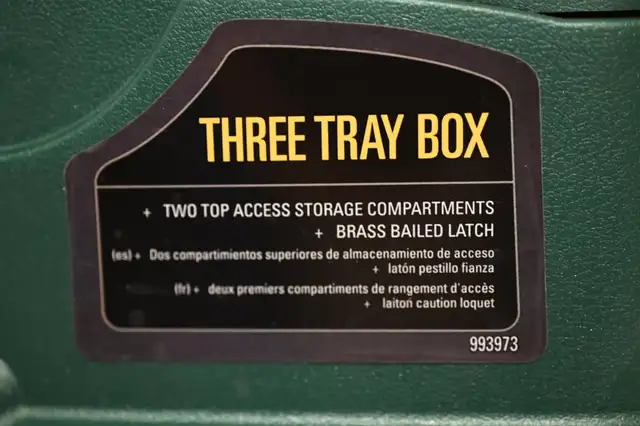 THREE TRAY BOX
+ TWO TOP ACCESS STORAGE COMPARTMENTS
+ BRASS BAILED LATCH
(es) + Dos compartimientos superiores de almacenamiento de acceso
+ latón pestillo fianza
(fr) + deux premiers compartiments de rangement d'accès
+ laiton caution loquet
993973